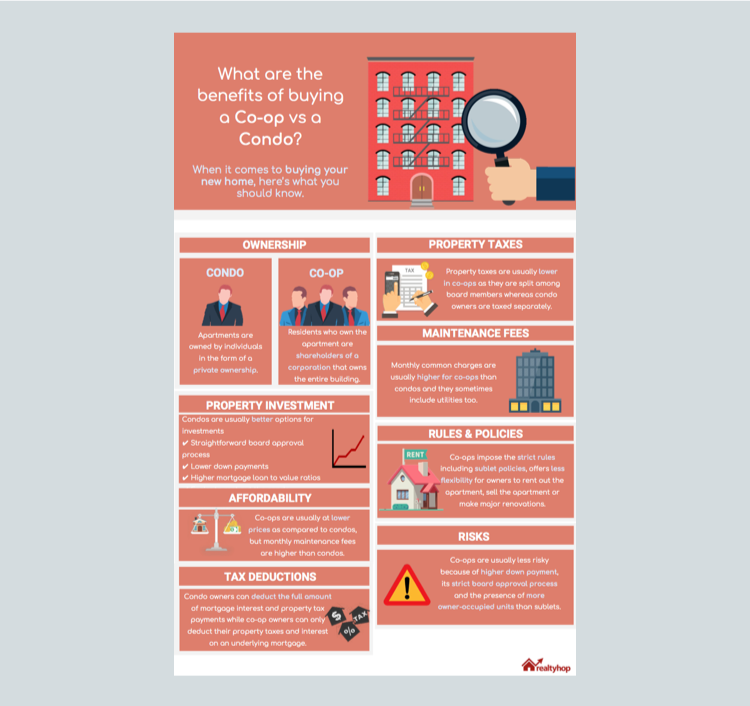 What are the
benefits of buying
a Co-op vs a
Condo?
When it comes to buying your
new home, here's what you
should know.
OWNERSHIP
CONDO
Apartments are
owned by individuals
in the form of a
private ownership.
CO-OP
Residents who own the
apartment are
shareholders of a
corporation that owns
the entire building.
PROPERTY INVESTMENT
Condos are usually better options for
investments
✔ Straightforward board approval
process
✔ Lower down payments
✔ Higher mortgage loan to value ratios
AFFORDABILITY
Co-ops are usually at lower
prices as compared to condos,
but monthly maintenance fees
are higher than condos.
TAX DEDUCTIONS
Condo owners can deduct the full amount
of mortgage interest and property tax
payments while co-op owners can only
deduct their property taxes and interest
on an underlying mortgage.
$
TAX
%
PROPERTY TAXES
TAX
Property taxes are usually lower
in co-ops as they are split among
board members whereas condo
owners are taxed separately.
MAINTENANCE FEES
Monthly common charges are
usually higher for co-ops than
condos and they sometimes
include utilities too.
RULES & POLICIES
RENT
Co-ops impose the strict rules
including sublet policies, offers less
flexibility for owners to rent out the
apartment, sell the apartment or
make major renovations.
RISKS
Co-ops are usually less risky
because of higher down payment,
its strict board approval process
and the presence of more
owner-occupied units than sublets.
realtyhop